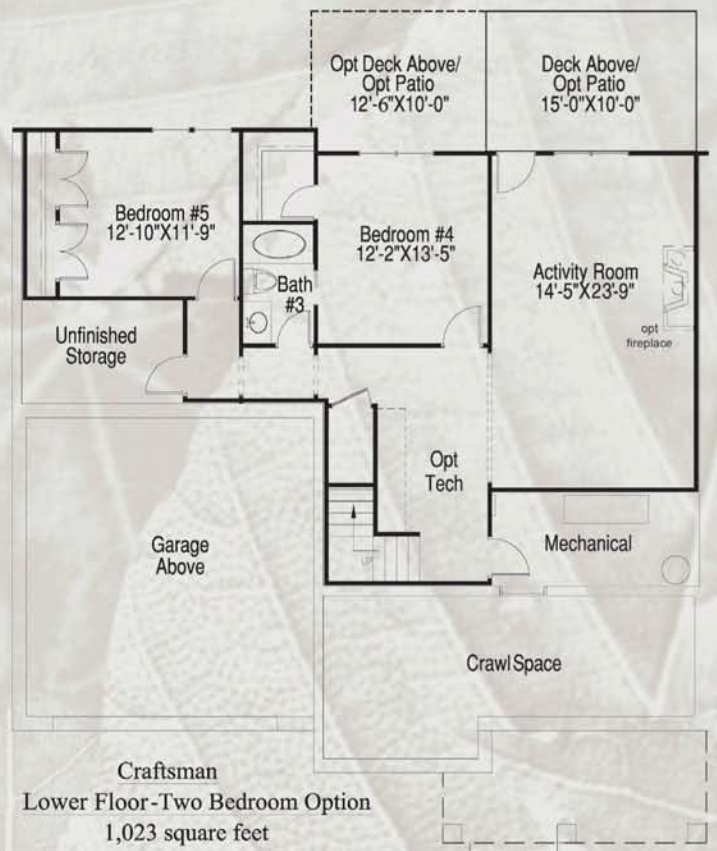 Opt Deck Above/
Opt Patio
12'-6"X10'-0"
Deck Above/
Opt Patio
15'-0"X10'-0"
Bedroom #5
12'-10"X11'-9"
Bedroom #4
12'-2"X13'-5"
Bath
#3
Activity Room
14'-5"X23'-9"
opt
fireplace
Unfinished
Storage
Opt
Tech
Garage
Above
Mechanical
Crawl Space
Craftsman
Lower Floor-Two Bedroom Option
1,023 square feet